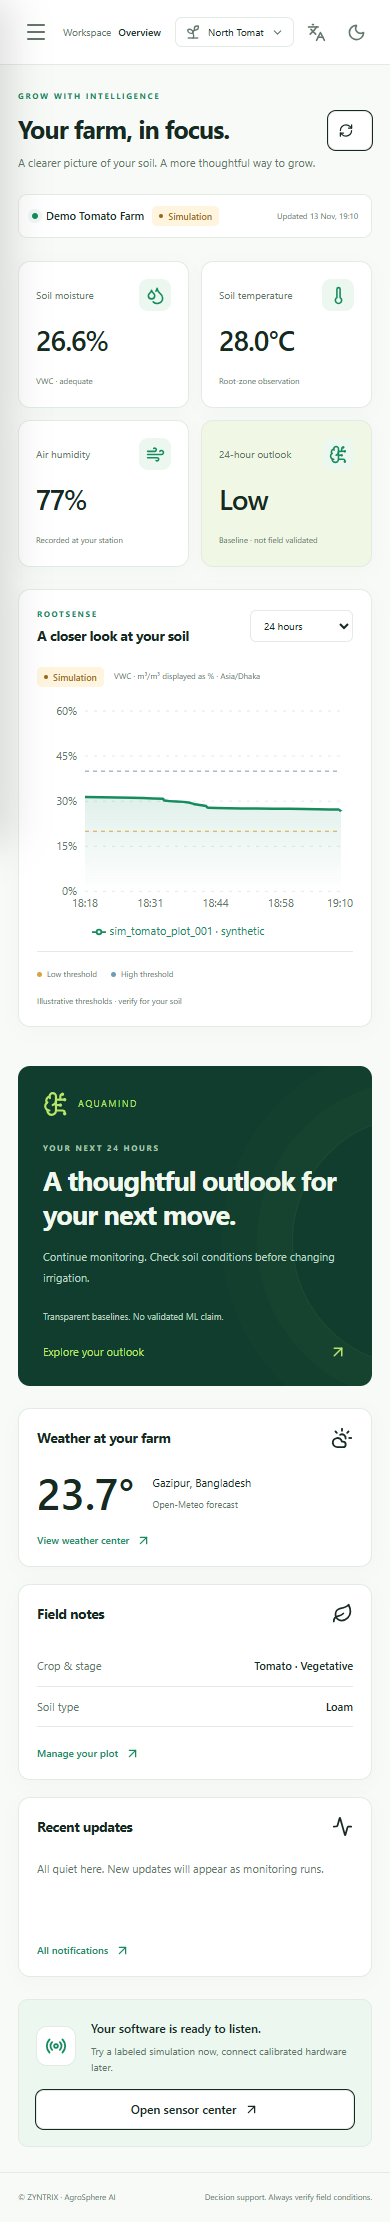 Workspace Overview North Tomat
GROW WITH INTELLIGENCE
Your farm, in focus.
A clearer picture of your soil. A more thoughtful way to grow.
Demo Tomato Farm Simulation Updated 13 Nov, 19:10
Soil moisture
26.6%
VWC · adequate
Soil temperature
28.0°C
Root-zone observation
Air humidity
77%
Recorded at your station
24-hour outlook
Low
Baseline · not field validated
ROOTSENSE
A closer look at your soil
24 hours
Simulation VWC · m³/m³ displayed as % · Asia/Dhaka
60%
45%
30%
15%
0%
18:18 18:31 18:44 18:58 19:10
sim_tomato_plot_001 · synthetic
Low threshold High threshold
Illustrative thresholds · verify for your soil
AQUAMIND
YOUR NEXT 24 HOURS
A thoughtful outlook for
your next move.
Continue monitoring. Check soil conditions before changing
irrigation.
Transparent baselines. No validated ML claim.
Explore your outlook
Weather at your farm
23.7°
Gazipur, Bangladesh
Open-Meteo forecast
View weather center
Field notes
Crop & stage Tomato · Vegetative
Soil type Loam
Manage your plot
Recent updates
All quiet here. New updates will appear as monitoring runs.
All notifications
Your software is ready to listen.
Try a labeled simulation now, connect calibrated hardware
later.
Open sensor center
© ZYNTRIX · AgroSphere AI Decision support. Always verify field conditions.